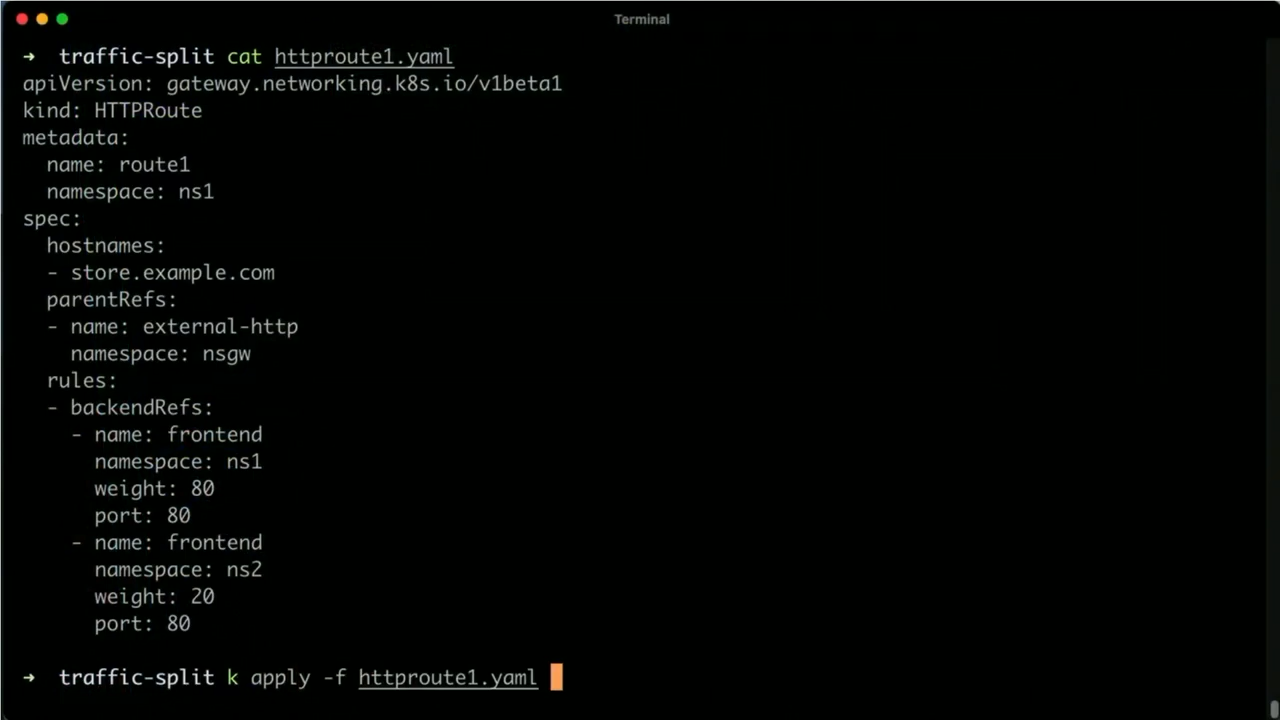 Terminal
➜ traffic-split cat httproute1.yaml
apiVersion: gateway.networking.k8s.io/v1beta1
kind: HTTPRoute
metadata:
  name: route1
  namespace: ns1
spec:
  hostnames:
  - store.example.com
  parentRefs:
  - name: external-http
    namespace: nsgw
  rules:
  - backendRefs:
    - name: frontend
      namespace: ns1
      weight: 80
      port: 80
    - name: frontend
      namespace: ns2
      weight: 20
      port: 80
➜ traffic-split k apply -f httproute1.yaml